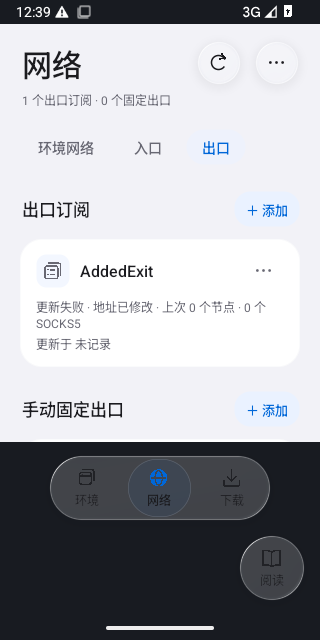 12:39
3G
网络
1 个出口订阅 · 0 个固定出口
环境网络
入口
出口
出口订阅
+ 添加
AddedExit
更新失败 · 地址已修改 · 上次 0 个节点 · 0 个
SOCKS5
更新于 未记录
手动固定出口
+ 添加
环境
网络
下载
阅读